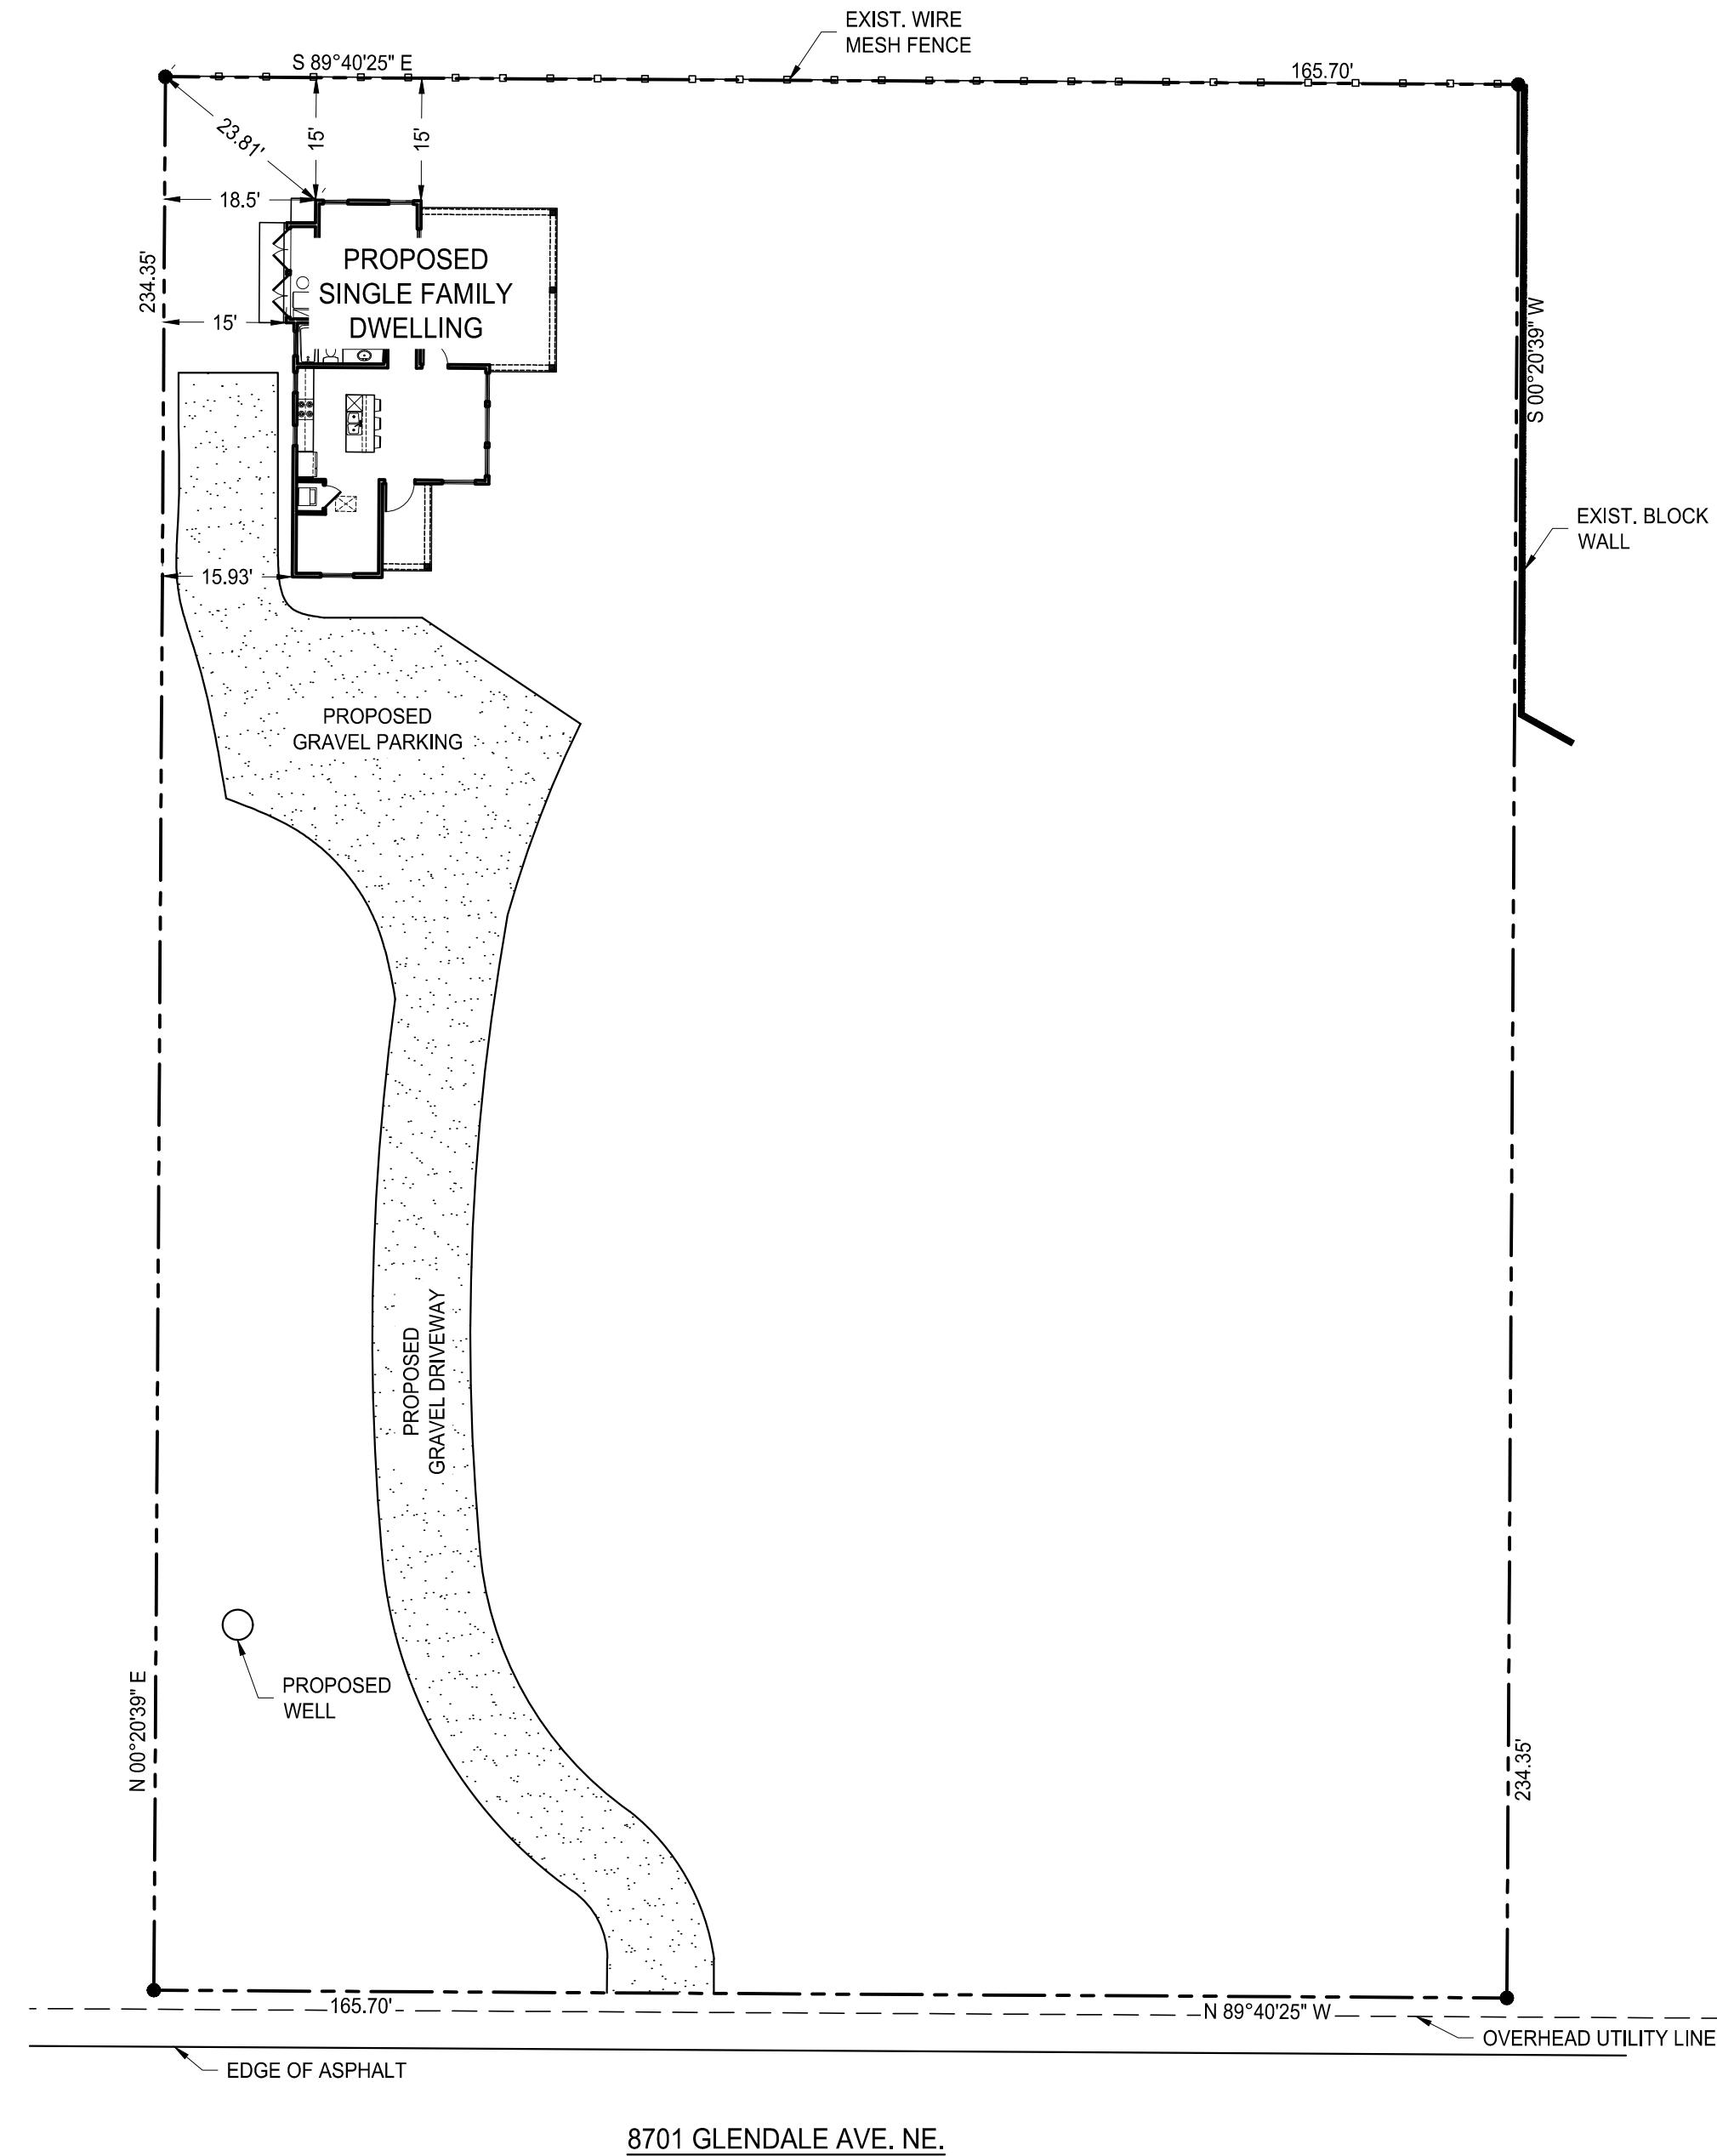 EXIST. WIRE
MESH FENCE
S 89°40'25" E
165.70'
23.81'
15'
15'
18.5'
234.35'
PROPOSED
SINGLE FAMILY
DWELLING
15'
S 00°20'39" W
EXIST. BLOCK
WALL
15.93'
PROPOSED
GRAVEL PARKING
PROPOSED
GRAVEL DRIVEWAY
PROPOSED
WELL
N 00°20'39" E
234.35'
165.70'
N 89°40'25" W
OVERHEAD UTILITY LINE
EDGE OF ASPHALT
8701 GLENDALE AVE. NE.